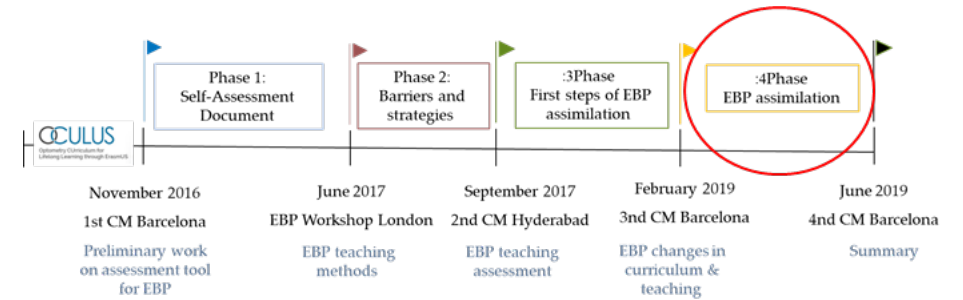 Phase 1:
Self-Assessment
Document
Phase 2:
Barriers and
strategies
:3Phase
First steps of EBP
assimilation
:4Phase
EBP assimilation
OCULUS
Optometry CUrriculum for
Lifelong Learning through ErasmUS
November 2016
1st CM Barcelona
Preliminary work
on assessment tool
for EBP
June 2017
EBP Workshop London
EBP teaching
methods
September 2017
2nd CM Hyderabad
EBP teaching
assessment
February 2019
3nd CM Barcelona
EBP changes in
curriculum &
teaching
June 2019
4nd CM Barcelona
Summary